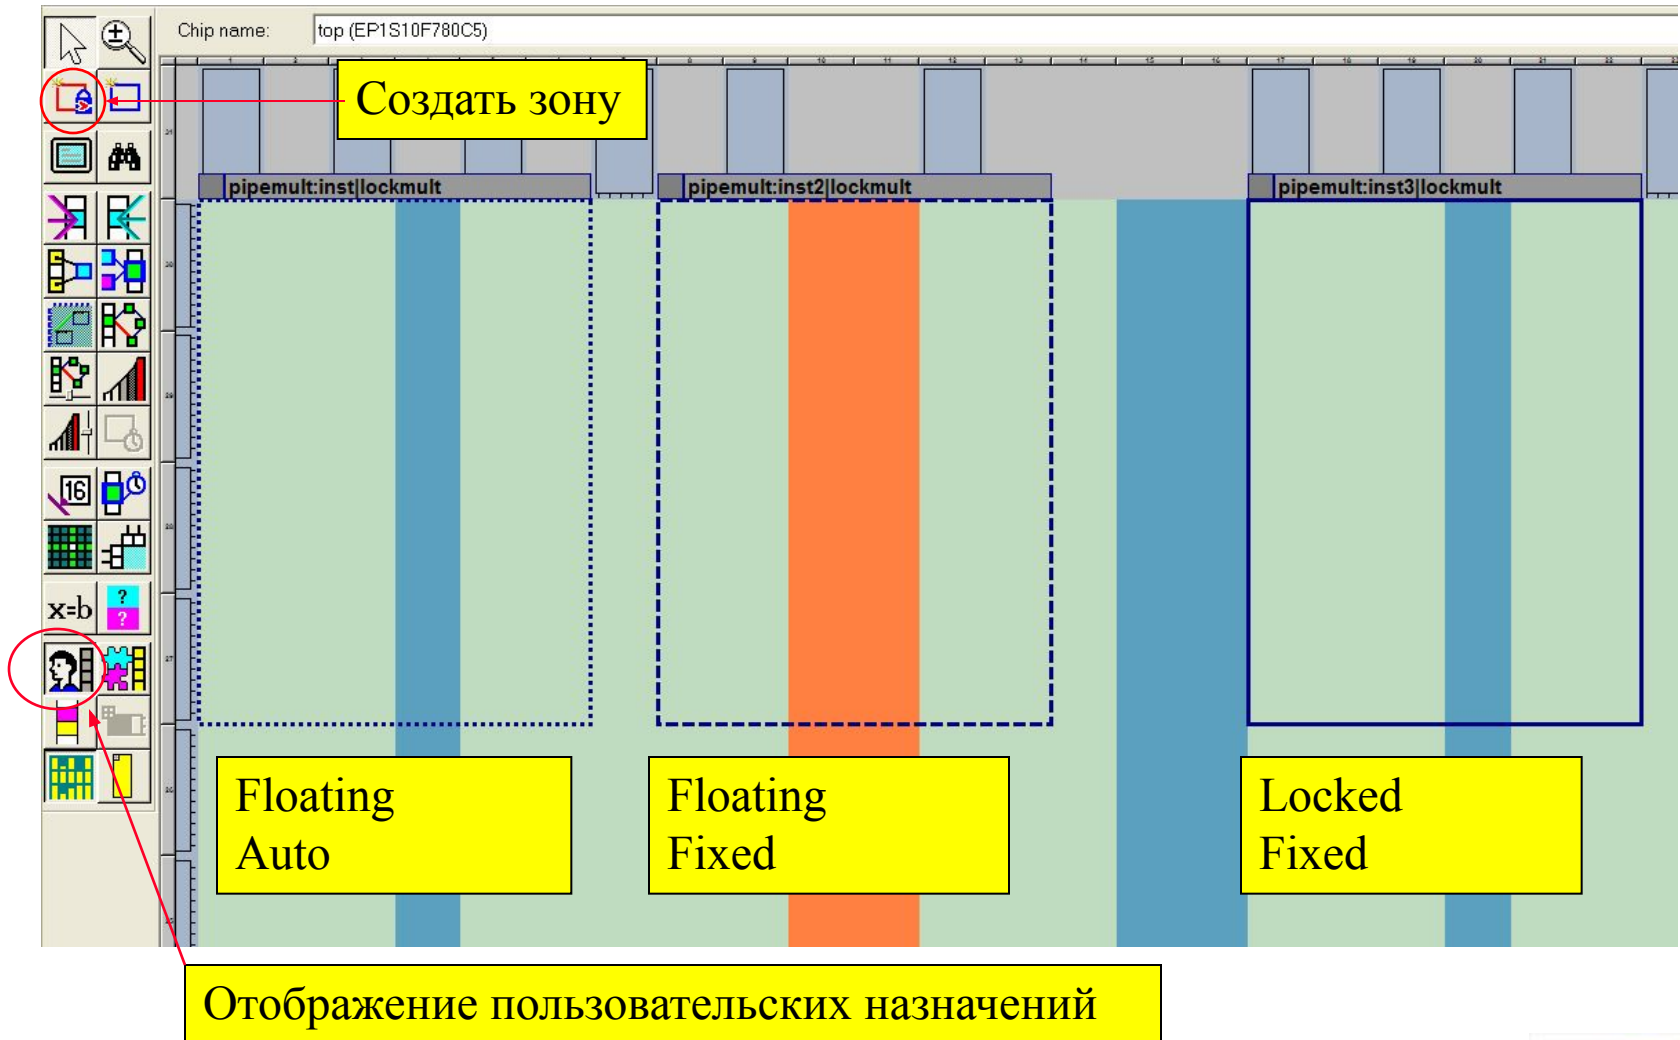 Chip name: top (EP1S10F780C5)
Создать зону
pipemult:inst|lockmult
pipemult:inst2|lockmult
pipemult:inst3|lockmult
16
x=b
?
?
Floating
Auto
Floating
Fixed
Locked
Fixed
Отображение пользовательских назначений